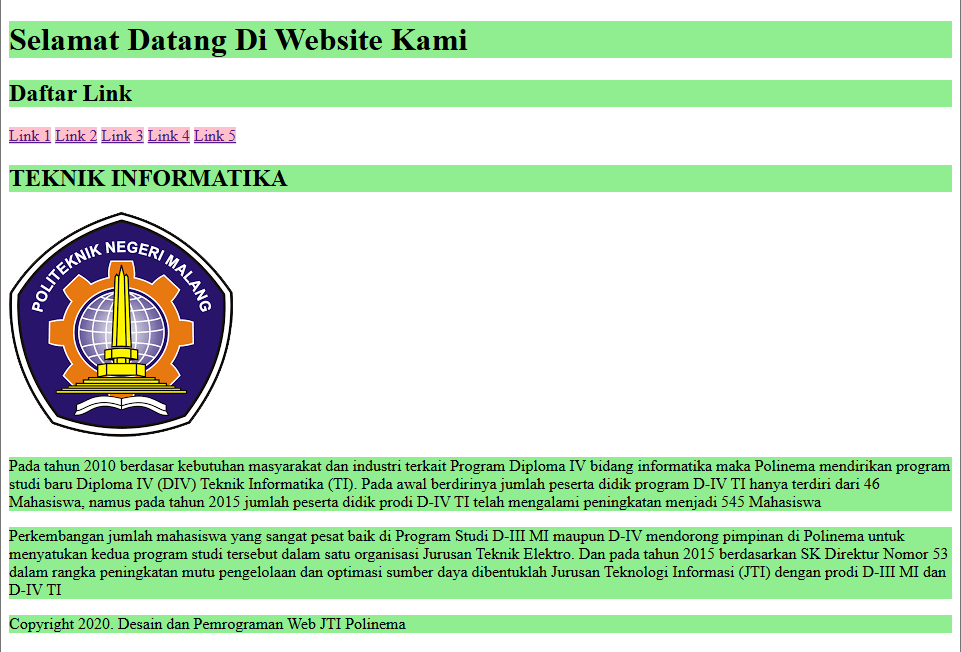 Selamat Datang Di Website Kami
Daftar Link
Link 1 Link 2 Link 3 Link 4 Link 5
TEKNIK INFORMATIKA
POLITEKNIK NEGERI MALANG
Pada tahun 2010 berdasar kebutuhan masyarakat dan industri terkait Program Diploma IV bidang informatika maka Polinema mendirikan program
studi baru Diploma IV (DIV) Teknik Informatika (TI). Pada awal berdirinya jumlah peserta didik program D-IV TI hanya terdiri dari 46
Mahasiswa, namus pada tahun 2015 jumlah peserta didik prodi D-IV TI telah mengalami peningkatan menjadi 545 Mahasiswa
Perkembangan jumlah mahasiswa yang sangat pesat baik di Program Studi D-III MI maupun D-IV mendorong pimpinan di Polinema untuk
menyatukan kedua program studi tersebut dalam satu organisasi Jurusan Teknik Elektro. Dan pada tahun 2015 berdasarkan SK Direktur Nomor 53
dalam rangka peningkatan mutu pengelolaan dan optimasi sumber daya dibentuklah Jurusan Teknologi Informasi (JTI) dengan prodi D-III MI dan
D-IV TI
Copyright 2020. Desain dan Pemrograman Web JTI Polinema